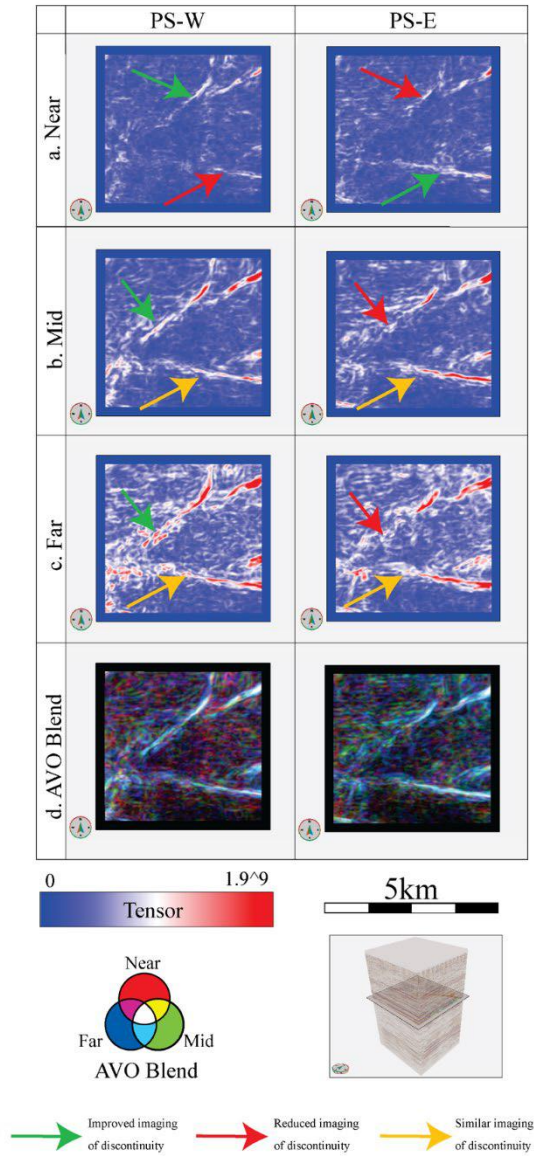 PS-W
PS-E
a. Near
b. Mid
c. Far
d. AVO Blend
0
1.9^9
Tensor
5km
Near
Far
Mid
AVO Blend
Improved imaging
of discontinuity
Reduced imaging
of discontinuity
Similar imaging
of discontinuity